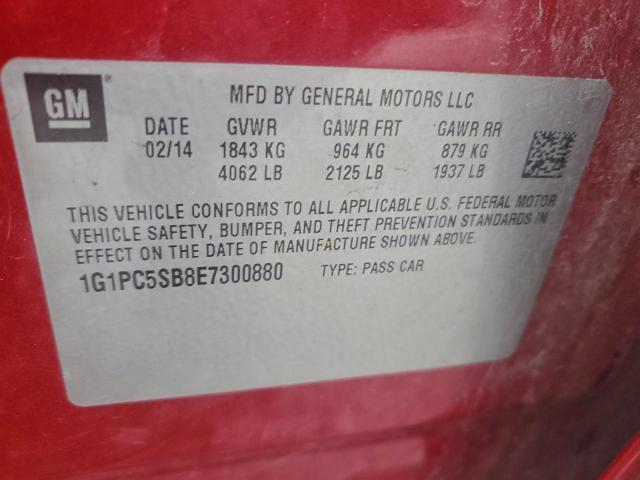 GM ®
MFD BY GENERAL MOTORS LLC
DATE GVWR GAWR FRT GAWR RR
02/14 1843 KG 964 KG 879 KG
4062 LB 2125 LB 1937 LB
THIS VEHICLE CONFORMS TO ALL APPLICABLE U.S. FEDERAL MOTOR
VEHICLE SAFETY, BUMPER, AND THEFT PREVENTION STANDARDS IN
EFFECT ON THE DATE OF MANUFACTURE SHOWN ABOVE.
1G1PC5SB8E7300880 TYPE: PASS CAR